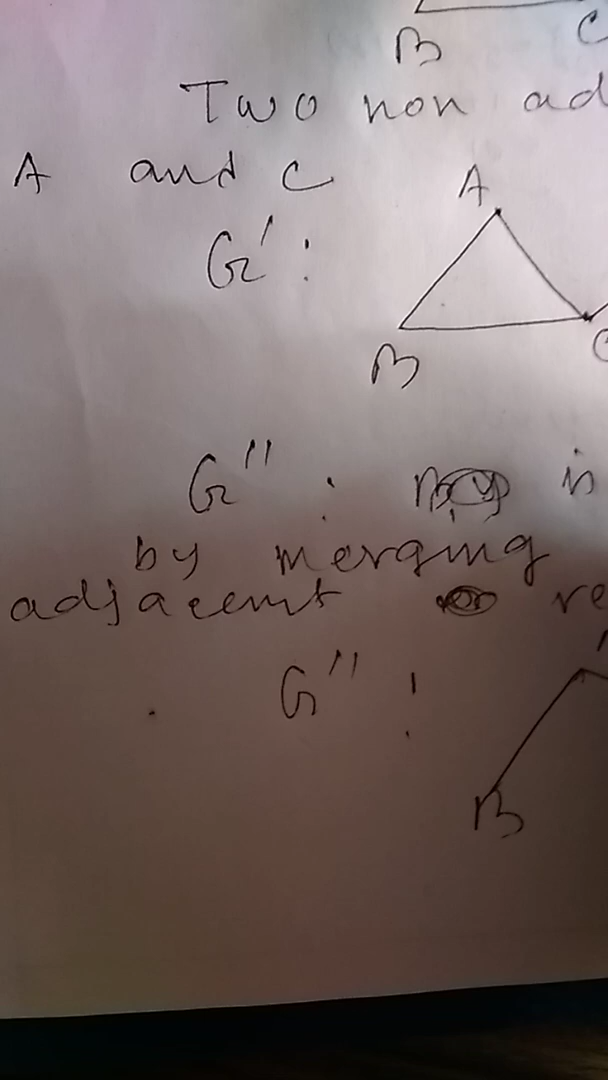 B C
Two non ad
A and C
A
G' :
B C
G'' : is
by merging
adjacent re
G'' :
B